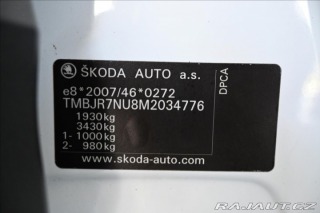 ŠKODA AUTO a.s.
e8*2007/46*0272
TMBJR7NU8M2034776
1930kg
3430kg
1- 1000kg
2- 980kg
www.skoda-auto.com
DPCA
RAJAUT.CZ